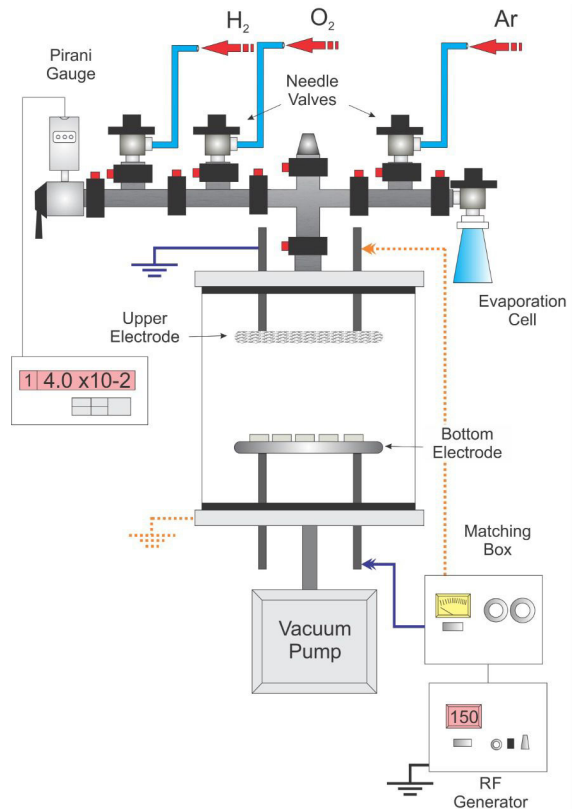 H2
O2
Ar
Pirani
Gauge
Needle
Valves
Evaporation
Cell
Upper
Electrode
1 4.0 x10-2
Bottom
Electrode
Matching
Box
Vacuum
Pump
150
RF
Generator